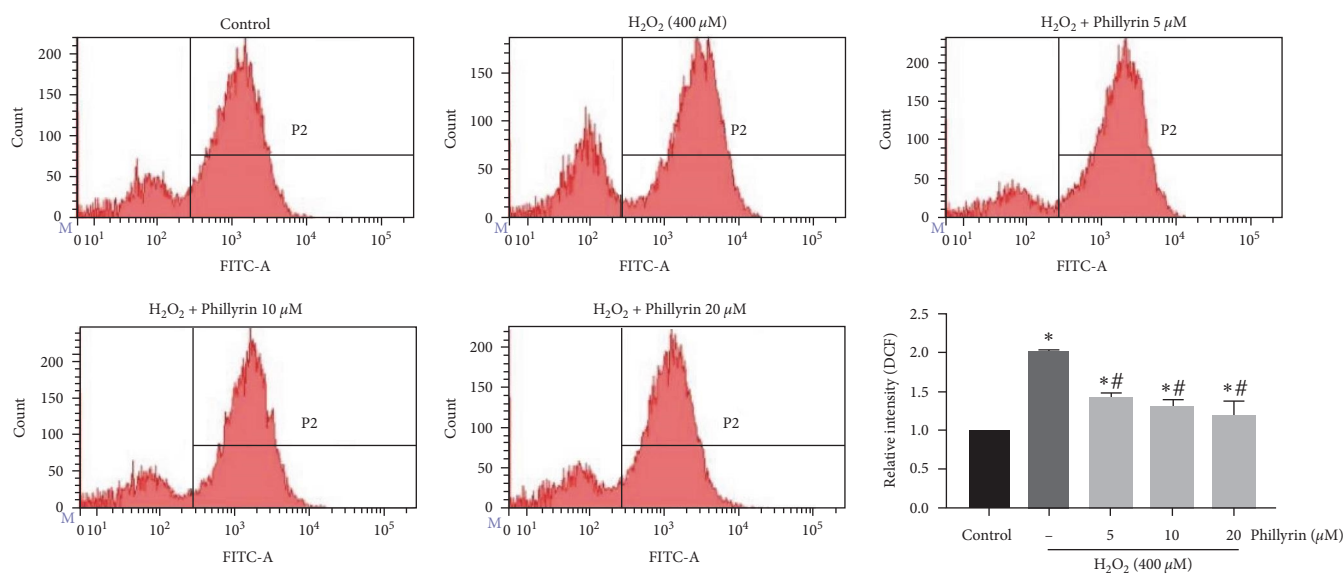 Control
Count
200
150
100
50
0
P2
M
0 10¹ 10² 10³ 10⁴ 10⁵
FITC-A
H₂O₂ (400 μM)
Count
150
100
50
0
P2
M
0 10¹ 10² 10³ 10⁴ 10⁵
FITC-A
H₂O₂ + Phillyrin 5 μM
Count
200
150
100
50
0
P2
M
0 10¹ 10² 10³ 10⁴ 10⁵
FITC-A
H₂O₂ + Phillyrin 10 μM
Count
200
150
100
50
0
P2
M
0 10¹ 10² 10³ 10⁴ 10⁵
FITC-A
H₂O₂ + Phillyrin 20 μM
Count
200
150
100
50
0
P2
M
0 10¹ 10² 10³ 10⁴ 10⁵
FITC-A
Relative intensity (DCF)
2.5
2.0
1.5
1.0
0.5
0.0
*
*# *# *#
Control – 5 10 20 Phillyrin (μM)
H₂O₂ (400 μM)